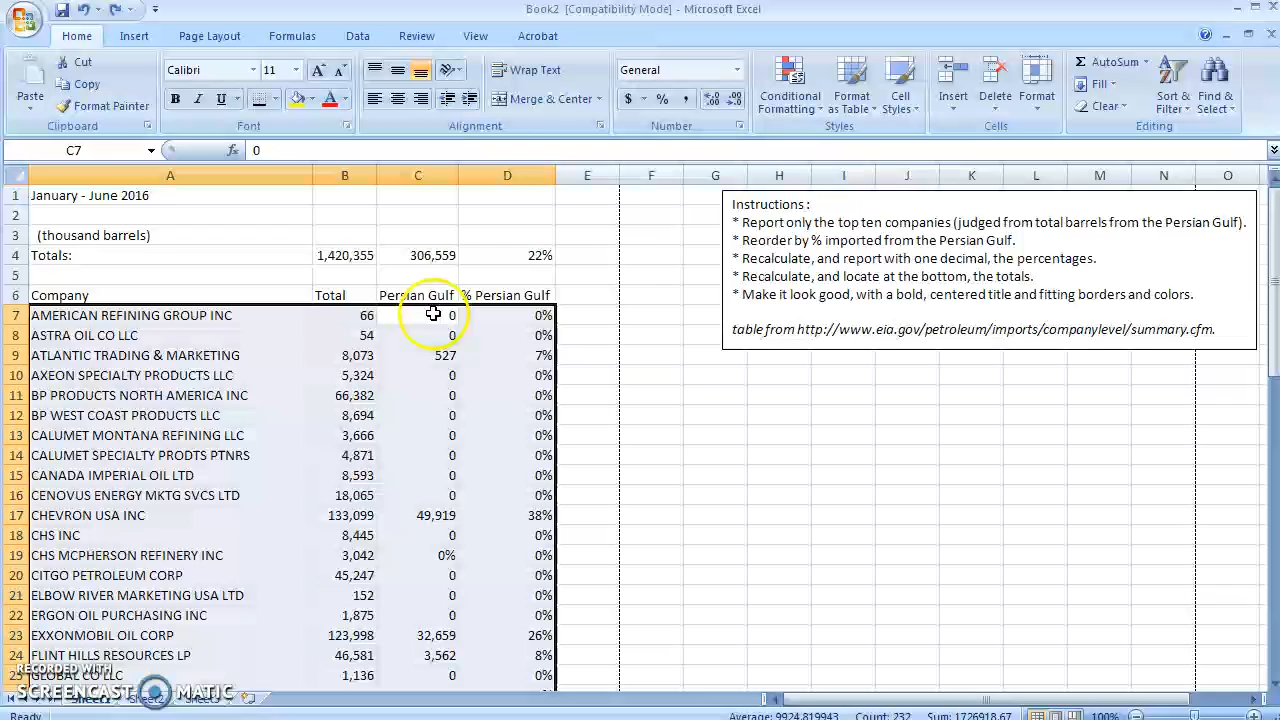 Book2 [Compatibility Mode] - Microsoft Excel
Home Insert Page Layout Formulas Data Review View Acrobat
Paste
Cut
Copy
Format Painter
Clipboard
Calibri 11 A A
B I U A
Font
Wrap Text
Merge & Center
Alignment
General
$ % , .00 .0
Number
Conditional Formatting
Format as Table
Cell Styles
Styles
Insert Delete Format
Cells
Σ AutoSum
Fill
Clear
Sort & Filter
Find & Select
Editing
C7 fx 0
A B C D E F G H I J K L M N O
1 January - June 2016
2
3 (thousand barrels)
4 Totals: 1,420,355 306,559 22%
5
6 Company Total Persian Gulf % Persian Gulf
7 AMERICAN REFINING GROUP INC 66 0 0%
8 ASTRA OIL CO LLC 54 0 0%
9 ATLANTIC TRADING & MARKETING 8,073 527 7%
10 AXEON SPECIALTY PRODUCTS LLC 5,324 0 0%
11 BP PRODUCTS NORTH AMERICA INC 66,382 0 0%
12 BP WEST COAST PRODUCTS LLC 8,694 0 0%
13 CALUMET MONTANA REFINING LLC 3,666 0 0%
14 CALUMET SPECIALTY PRODTS PTNRS 4,871 0 0%
15 CANADA IMPERIAL OIL LTD 8,593 0 0%
16 CENOVUS ENERGY MKTG SVCS LTD 18,065 0 0%
17 CHEVRON USA INC 133,099 49,919 38%
18 CHS INC 8,445 0 0%
19 CHS MCPHERSON REFINERY INC 3,042 0% 0%
20 CITGO PETROLEUM CORP 45,247 0 0%
21 ELBOW RIVER MARKETING USA LTD 152 0 0%
22 ERGON OIL PURCHASING INC 1,875 0 0%
23 EXXONMOBIL OIL CORP 123,998 32,659 26%
24 FLINT HILLS RESOURCES LP 46,581 3,562 8%
25 GLOBAL CO LLC 1,136 0 0%
Instructions :
* Report only the top ten companies (judged from total barrels from the Persian Gulf).
* Reorder by % imported from the Persian Gulf.
* Recalculate, and report with one decimal, the percentages.
* Recalculate, and locate at the bottom, the totals.
* Make it look good, with a bold, centered title and fitting borders and colors.
table from http://www.eia.gov/petroleum/imports/companylevel/summary.cfm.
RECORDED WITH
SCREENCAST MATIC
Sheet1 Sheet2 Sheet3
Ready Average: 9924.819943 Count: 232 Sum: 1726918.67 100%